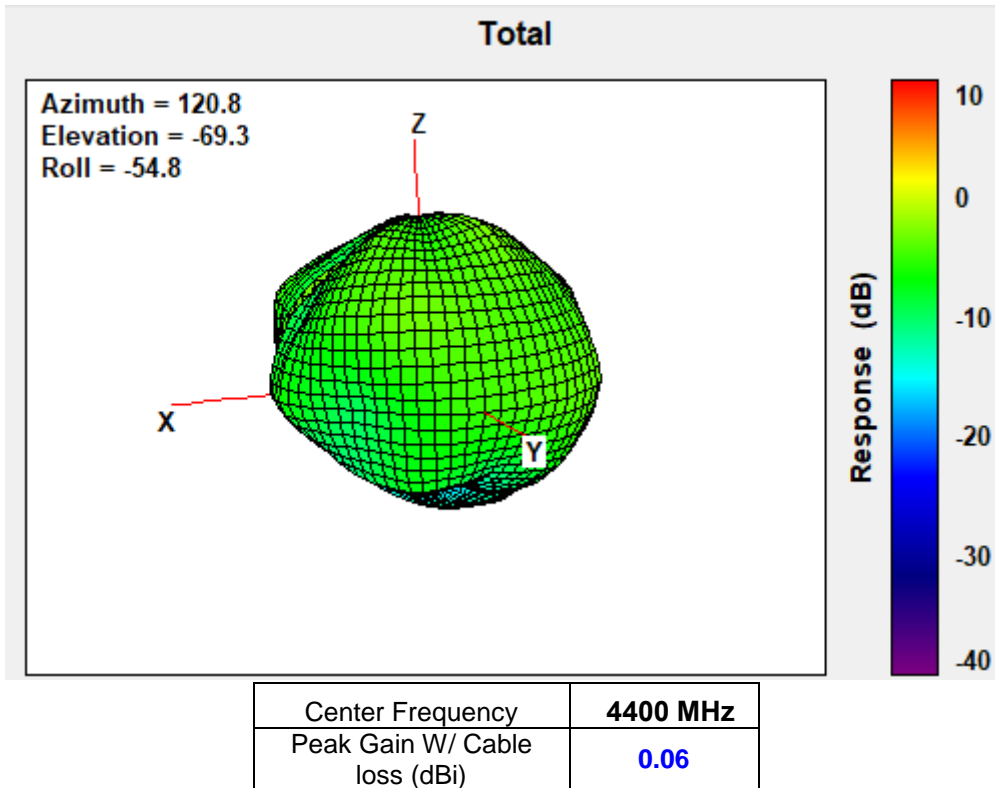 Total
Azimuth = 120.8
Elevation = -69.3
Roll = -54.8
Z
X
Y
10
0
-10
-20
-30
-40
Response (dB)
Center Frequency 4400 MHz
Peak Gain W/ Cable
loss (dBi) 0.06